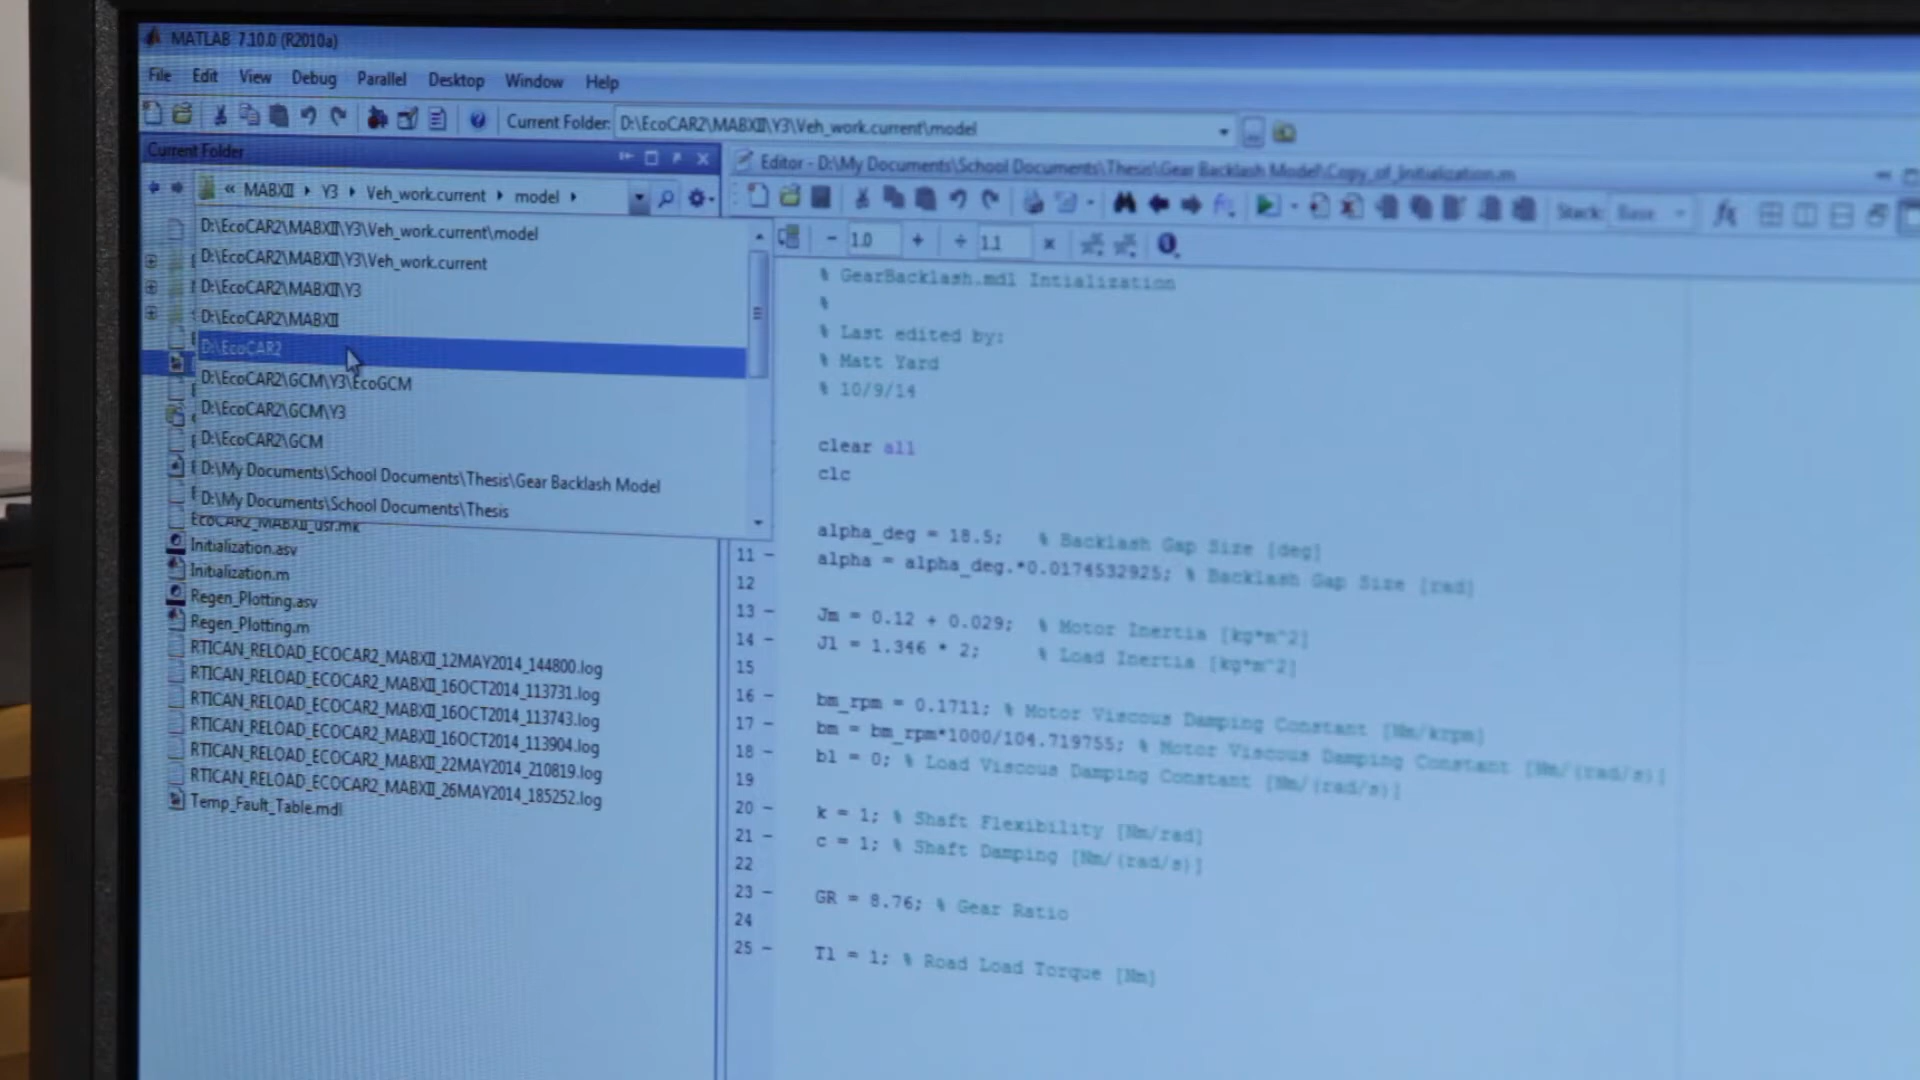 MATLAB 7.10.0 (R2010a)
File Edit View Debug Parallel Desktop Window Help
Current Folder: D:\EcoCAR2\MABXII\Y3\Veh_work.current\model
Current Folder
« MABXII Y3 Veh_work.current model
D:\EcoCAR2\MABXII\Y3\Veh_work.current\model
D:\EcoCAR2\MABXII\Y3\Veh_work.current
D:\EcoCAR2\MABXII\Y3
D:\EcoCAR2\MABXII
D:\EcoCAR2
D:\EcoCAR2\GCM\Y3\EcoGCM
D:\EcoCAR2\GCM\Y3
D:\EcoCAR2\GCM
D:\My Documents\School Documents\Thesis\Gear Backlash Model
D:\My Documents\School Documents\Thesis
EcoCAR2_MABXII_usr.mk
Initialization.asv
Initialization.m
Regen_Plotting.asv
Regen_Plotting.m
RTICAN_RELOAD_ECOCAR2_MABXII_12MAY2014_144800.log
RTICAN_RELOAD_ECOCAR2_MABXII_16OCT2014_113731.log
RTICAN_RELOAD_ECOCAR2_MABXII_16OCT2014_113743.log
RTICAN_RELOAD_ECOCAR2_MABXII_16OCT2014_113904.log
RTICAN_RELOAD_ECOCAR2_MABXII_22MAY2014_210819.log
RTICAN_RELOAD_ECOCAR2_MABXII_26MAY2014_185252.log
Temp_Fault_Table.mdl
Editor - D:\My Documents\School Documents\Thesis\Gear Backlash Model\Copy_of_Initialization.m
Stack: Base
1.0 1.1
% GearBacklash.mdl Intialization
%
% Last edited by:
% Matt Yard
% 10/9/14
clear all
clc
alpha_deg = 18.5; % Backlash Gap Size [deg]
11 - alpha = alpha_deg.*0.0174532925; % Backlash Gap Size [rad]
12
13 - Jm = 0.12 + 0.029; % Motor Inertia [kg*m^2]
14 - Jl = 1.346 * 2; % Load Inertia [kg*m^2]
15
16 - bm_rpm = 0.1711; % Motor Viscous Damping Constant [Nm/krpm]
17 - bm = bm_rpm*1000/104.719755; % Motor Viscous Damping Constant [Nm/(rad/s)]
18 - bl = 0; % Load Viscous Damping Constant [Nm/(rad/s)]
19
20 - k = 1; % Shaft Flexibility [Nm/rad]
21 - c = 1; % Shaft Damping [Nm/(rad/s)]
22
23 - GR = 8.76; % Gear Ratio
24
25 - Tl = 1; % Road Load Torque [Nm]